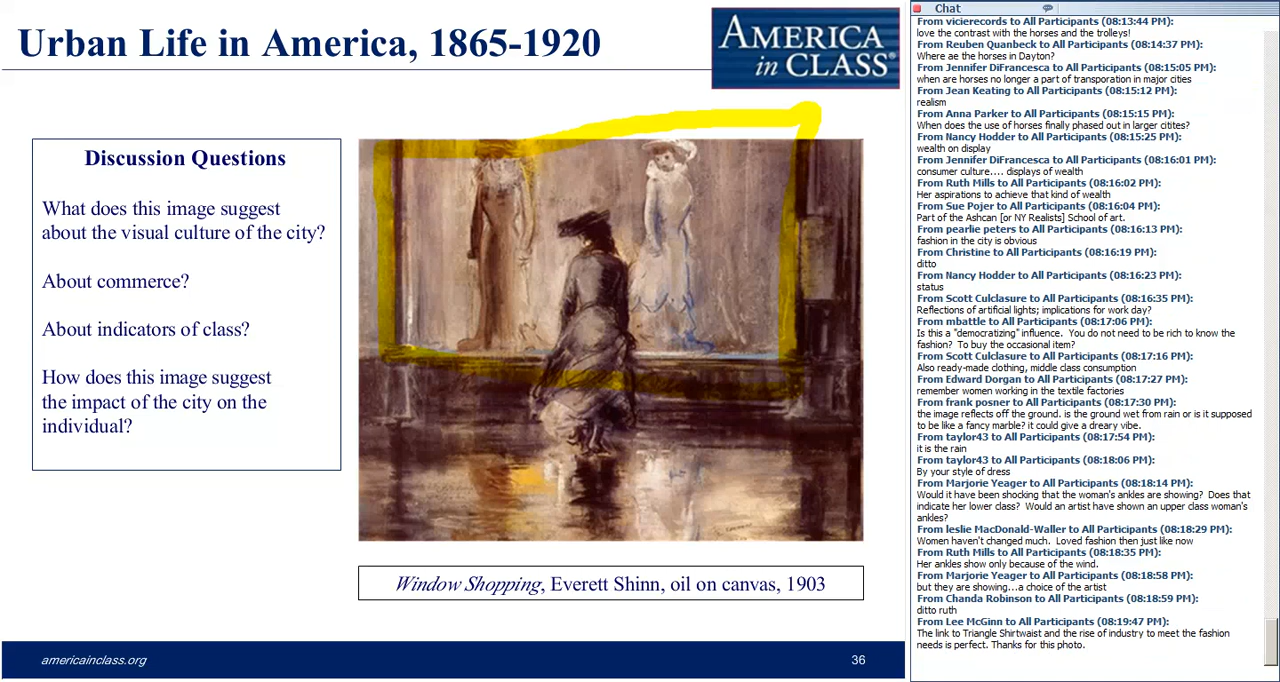 Urban Life in America, 1865-1920
AMERICA
in CLASS®
Discussion Questions
What does this image suggest
about the visual culture of the city?
About commerce?
About indicators of class?
How does this image suggest
the impact of the city on the
individual?
Window Shopping, Everett Shinn, oil on canvas, 1903
americainclass.org
36
Chat
From vicierecords to All Participants (08:13:44 PM):
love the contrast with the horses and the trolleys!
From Reuben Quanbeck to All Participants (08:14:37 PM):
Where ae the horses in Dayton?
From Jennifer DiFrancesca to All Participants (08:15:05 PM):
when are horses no longer a part of transporation in major cities
From Jean Keating to All Participants (08:15:12 PM):
realism
From Anna Parker to All Participants (08:15:15 PM):
When does the use of horses finally phased out in larger citites?
From Nancy Hodder to All Participants (08:15:25 PM):
wealth on display
From Jennifer DiFrancesca to All Participants (08:16:01 PM):
consumer culture.... displays of wealth
From Ruth Mills to All Participants (08:16:02 PM):
Her aspirations to achieve that kind of wealth
From Sue Pojer to All Participants (08:16:04 PM):
Part of the Ashcan [or NY Realists] School of art.
From pearlie peters to All Participants (08:16:13 PM):
fashion in the city is obvious
From Christine to All Participants (08:16:19 PM):
ditto
From Nancy Hodder to All Participants (08:16:23 PM):
status
From Scott Culclasure to All Participants (08:16:35 PM):
Reflections of artificial lights; implications for work day?
From mbattle to All Participants (08:17:06 PM):
Is this a "democratizing" influence.  You do not need to be rich to know the
fashion?  To buy the occasional item?
From Scott Culclasure to All Participants (08:17:16 PM):
Also ready-made clothing, middle class consumption
From Edward Dorgan to All Participants (08:17:27 PM):
remember women working in the textile factories
From frank posner to All Participants (08:17:30 PM):
the image reflects off the ground. is the ground wet from rain or is it supposed
to be like a fancy marble? it could give a dreary vibe.
From taylor43 to All Participants (08:17:54 PM):
it is the rain
From taylor43 to All Participants (08:18:06 PM):
By your style of dress
From Marjorie Yeager to All Participants (08:18:14 PM):
Would it have been shocking that the woman's ankles are showing?  Does that
indicate her lower class?  Would an artist have shown an upper class woman's
ankles?
From leslie MacDonald-Waller to All Participants (08:18:29 PM):
Women haven't changed much.  Loved fashion then just like now
From Ruth Mills to All Participants (08:18:35 PM):
Her ankles show only because of the wind.
From Marjorie Yeager to All Participants (08:18:58 PM):
but they are showing...a choice of the artist
From Chanda Robinson to All Participants (08:18:59 PM):
ditto ruth
From Lee McGinn to All Participants (08:19:47 PM):
The link to Triangle Shirtwaist and the rise of industry to meet the fashion
needs is perfect. Thanks for this photo.